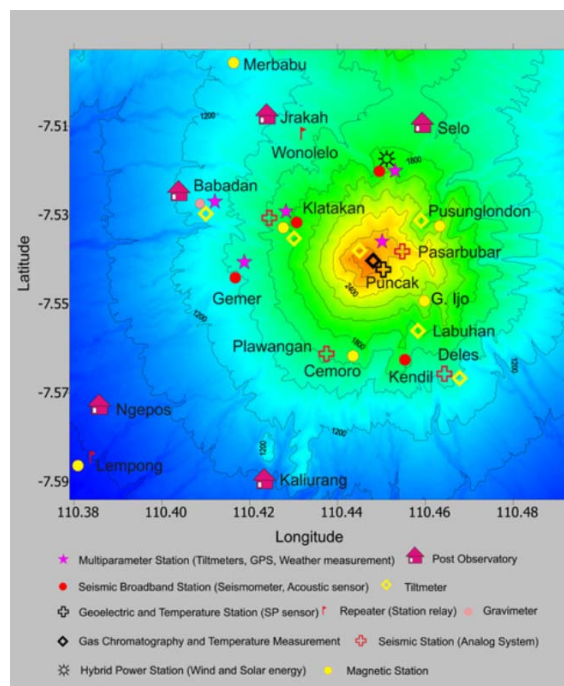 Merbabu
1200
Jrakah
-7.51
Selo
Wonolelo
1800
Babadan
-7.53
Klatakan
Pusunglondon
Pasarbubar
Latitude
Puncak
2400
Gemer
G. Ijo
-7.55
1200
Labuhan
Plawangan
1800
Deles
1200
Cemoro
Kendil
-7.57
Ngepos
1200
1200
Lempong
-7.59
Kaliurang
110.38 110.40 110.42 110.44 110.46 110.48
Longitude
Multiparameter Station (Tiltmeters, GPS, Weather measurement) Post Observatory
Seismic Broadband Station (Seismometer, Acoustic sensor) Tiltmeter
Geoelectric and Temperature Station (SP sensor) Repeater (Station relay) Gravimeter
Gas Chromatography and Temperature Measurement Seismic Station (Analog System)
Hybrid Power Station (Wind and Solar energy) Magnetic Station